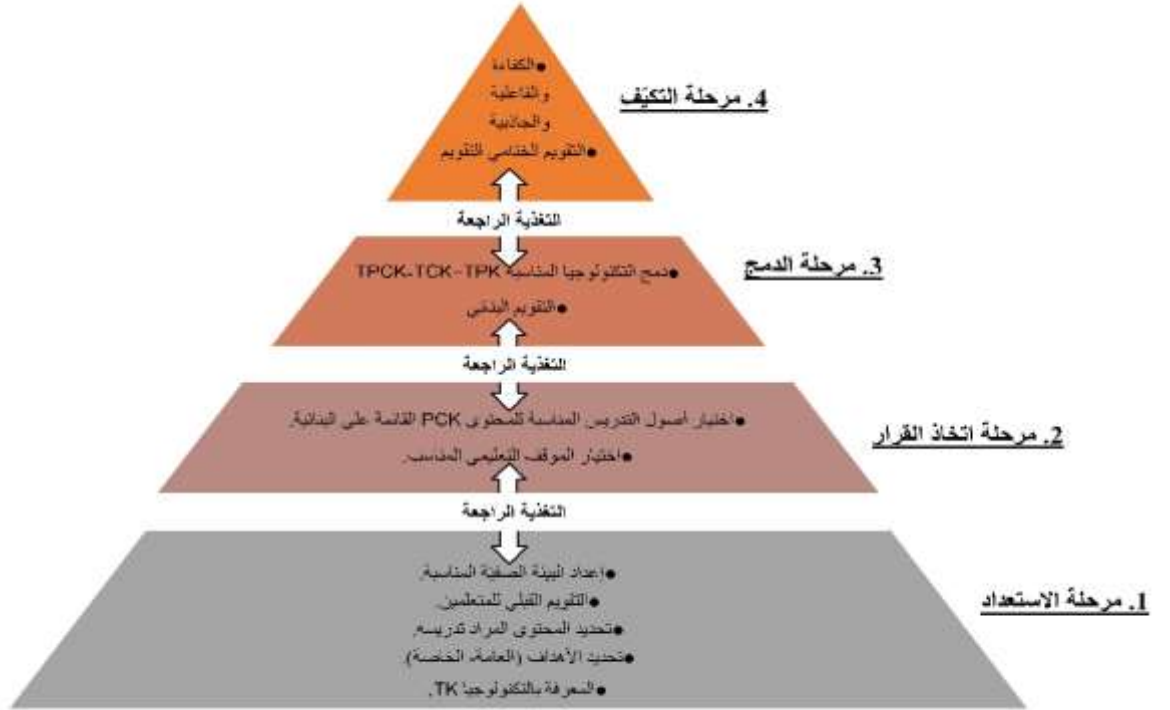 ●الكفاءة
والفاعلية
والجاذبية
●التقويم الختامي التقويم
4. مرحلة التكيّف
التغذية الراجعة
●دمج التكنولوجيا المناسبة TPCK-TCK-TPK
●التقويم البنائي
3. مرحلة الدمج
التغذية الراجعة
●اختيار أصول التدريس المناسبة للمحتوى PCK القائمة على البنائية.
●اختيار الموقف التعليمي المناسب.
2. مرحلة اتخاذ القرار
التغذية الراجعة
●اعداد البيئة الصفية المناسبة.
●التقويم القبلي للمتعلمين.
●تحديد المحتوى المراد تدريسه.
●تحديد الأهداف (العامة، الخاصة).
●المعرفة بالتكنولوجيا TK.
1. مرحلة الاستعداد